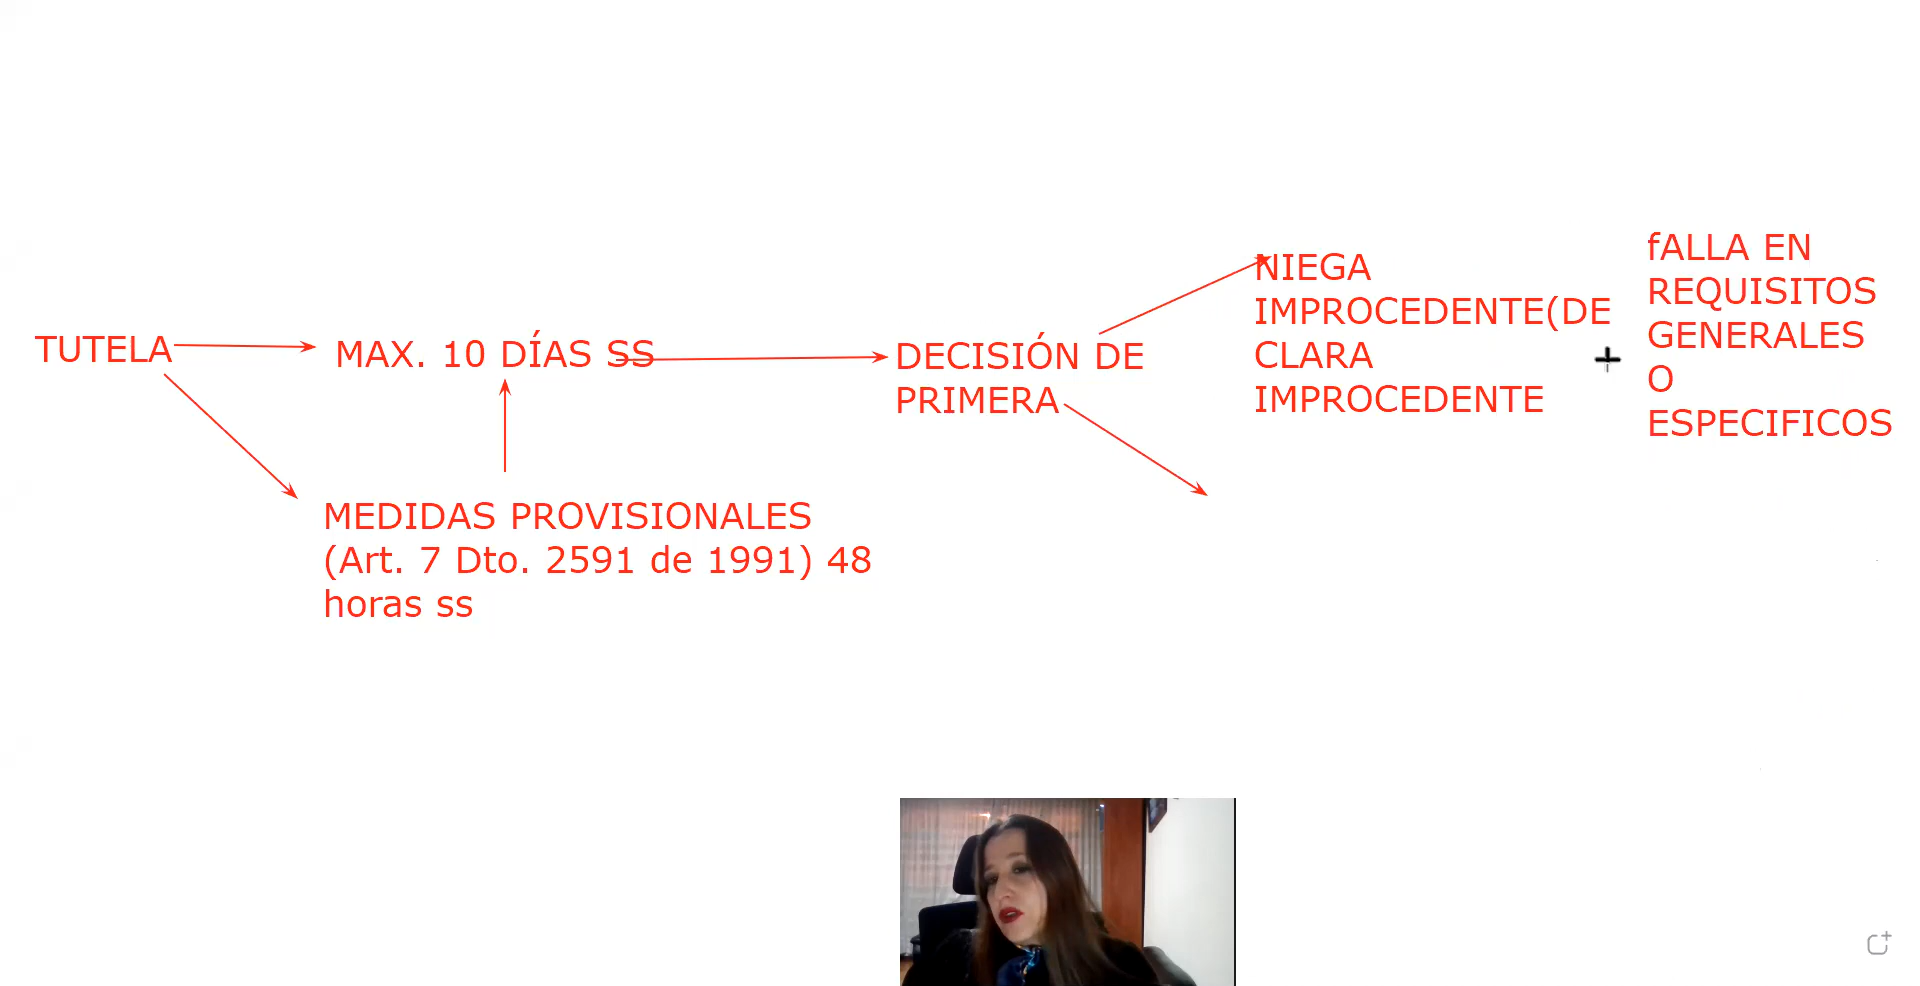 TUTELA
MAX. 10 DÍAS SS
MEDIDAS PROVISIONALES
(Art. 7 Dto. 2591 de 1991) 48
horas ss
DECISIÓN DE
PRIMERA
NIEGA
IMPROCEDENTE(DE
CLARA
IMPROCEDENTE
fALLA EN
REQUISITOS
GENERALES
O
ESPECIFICOS